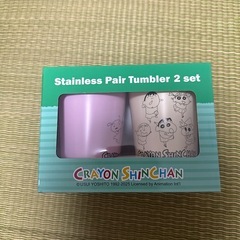 Stainless Pair Tumbler 2 set
CRAYON SHINCHAN